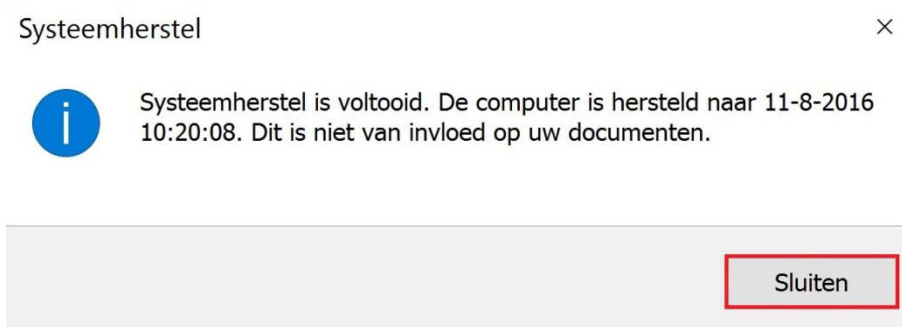 Systeemherstel
Systeemherstel is voltooid. De computer is hersteld naar 11-8-2016
10:20:08. Dit is niet van invloed op uw documenten.
Sluiten